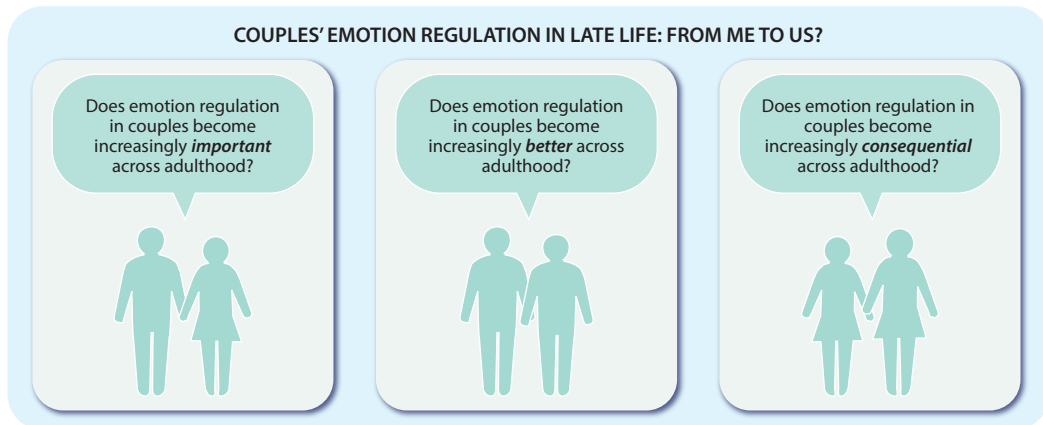 COUPLES' EMOTION REGULATION IN LATE LIFE: FROM ME TO US?
Does emotion regulation
in couples become
increasingly important
across adulthood?
Does emotion regulation
in couples become
increasingly better across
adulthood?
Does emotion regulation in
couples become
increasingly consequential
across adulthood?